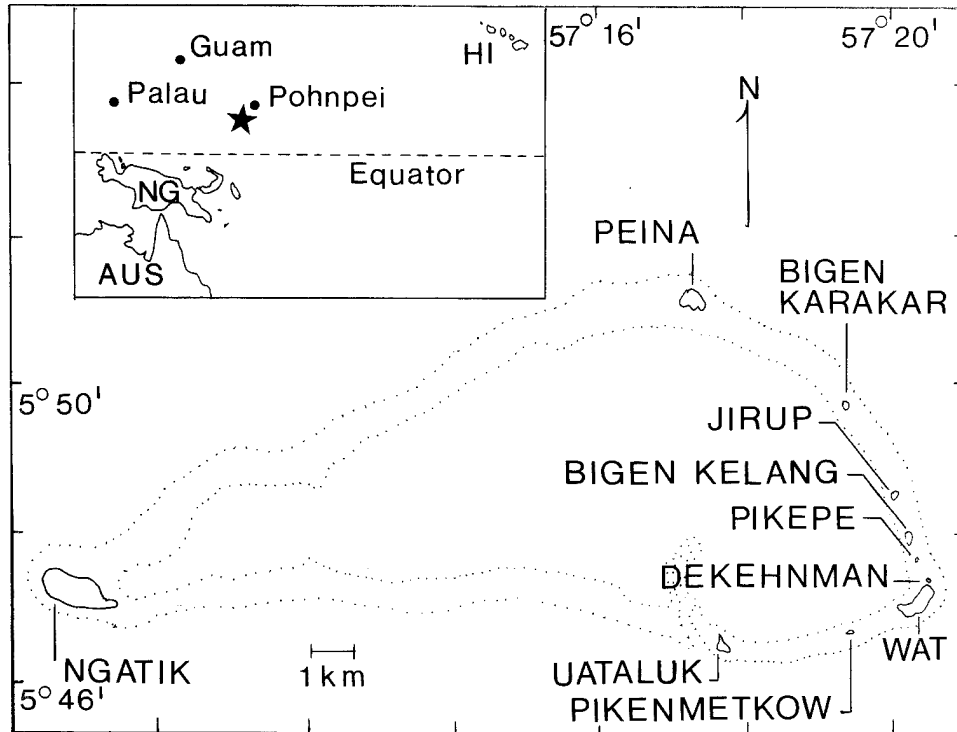 Guam
HI
Palau
Pohnpei
Equator
NG
AUS
57° 16'
57° 20'
N
PEINA
BIGEN
KARAKAR
5° 50'
JIRUP
BIGEN KELANG
PIKEPE
DEKEHNMAN
WAT
NGATIK
1 km
UATALUK
PIKENMETKOW
5° 46'